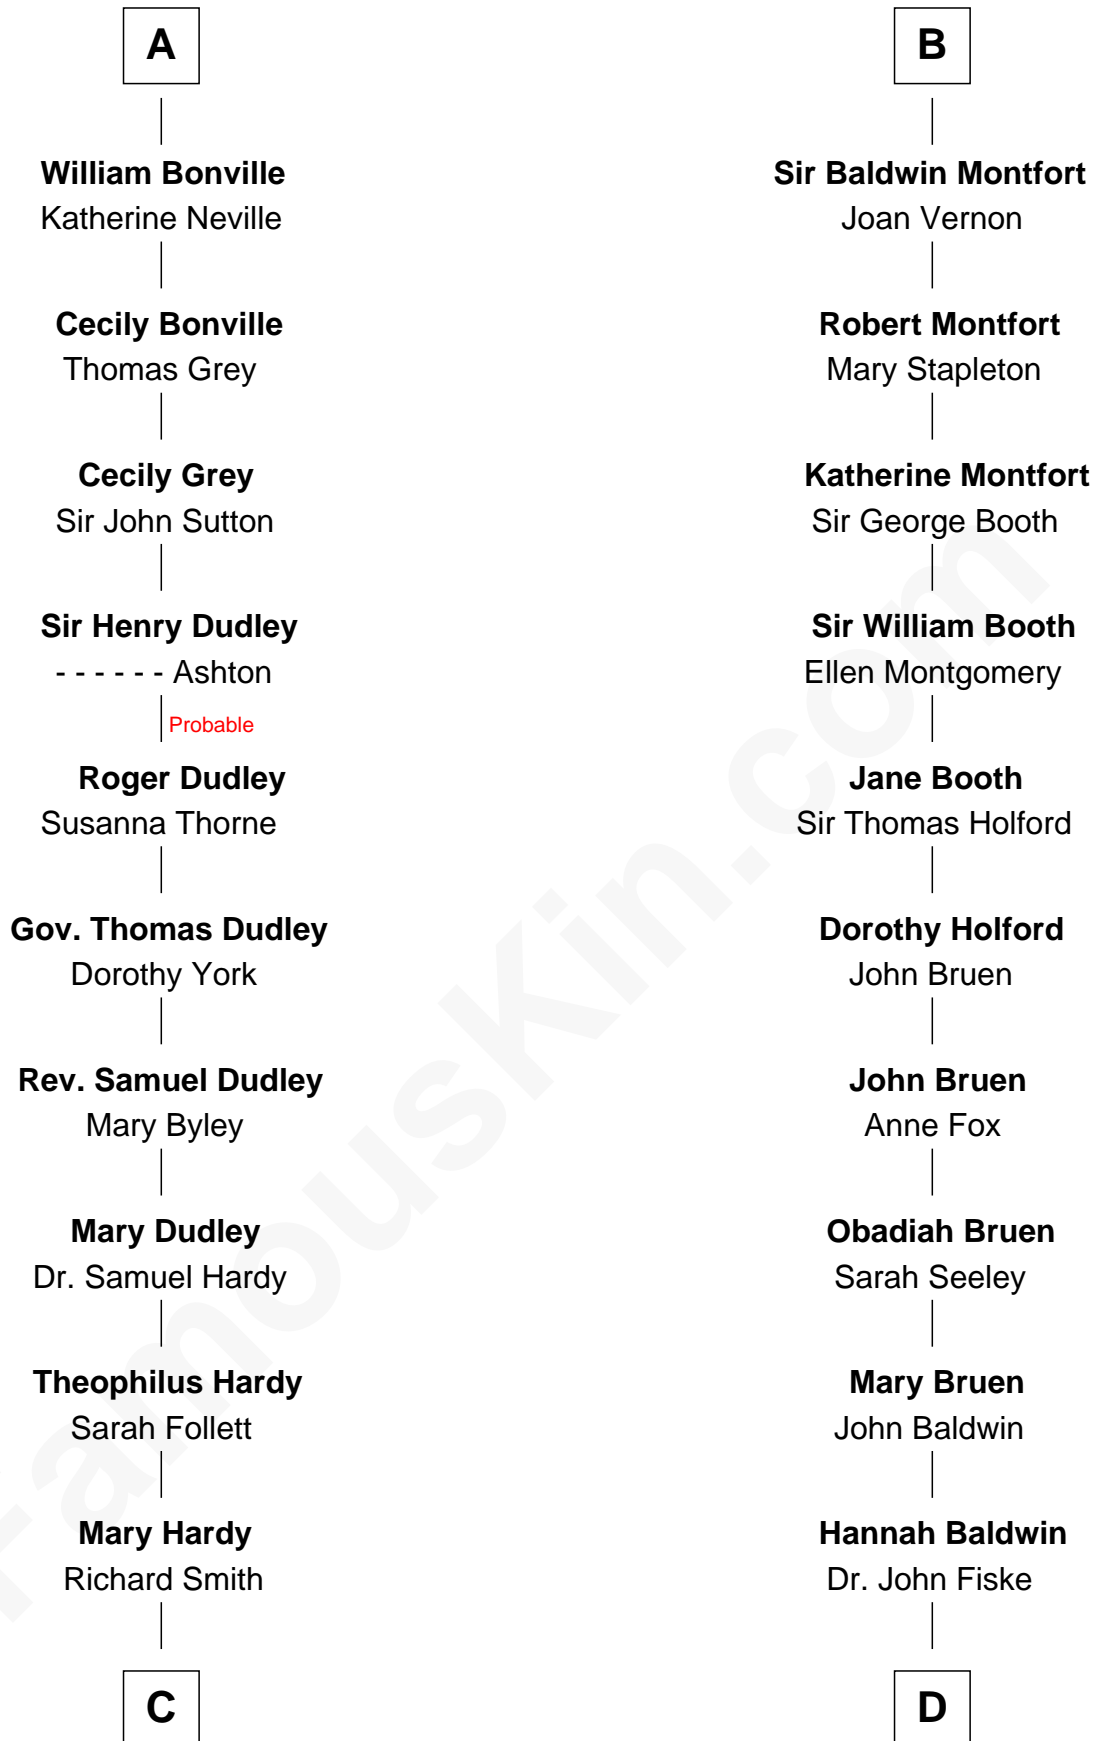 A
William Bonville
Katherine Neville
Cecily Bonville
Thomas Grey
Cecily Grey
Sir John Sutton
Sir Henry Dudley
- - - - - - Ashton
Probable
Roger Dudley
Susanna Thorne
Gov. Thomas Dudley
Dorothy York
Rev. Samuel Dudley
Mary Byley
Mary Dudley
Dr. Samuel Hardy
Theophilus Hardy
Sarah Follett
Mary Hardy
Richard Smith
C
B
Sir Baldwin Montfort
Joan Vernon
Robert Montfort
Mary Stapleton
Katherine Montfort
Sir George Booth
Sir William Booth
Ellen Montgomery
Jane Booth
Sir Thomas Holford
Dorothy Holford
John Bruen
John Bruen
Anne Fox
Obadiah Bruen
Sarah Seeley
Mary Bruen
John Baldwin
Hannah Baldwin
Dr. John Fiske
D
FamousKin.com